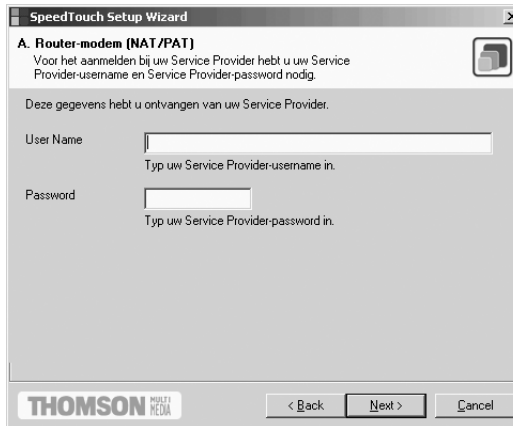 SpeedTouch Setup Wizard
A. Router-modem (NAT/PAT)
Voor het aanmelden bij uw Service Provider hebt u uw Service
Provider-username en Service Provider-password nodig.
Deze gegevens hebt u ontvangen van uw Service Provider.
User Name
Typ uw Service Provider-username in.
Password
Typ uw Service Provider-password in.
THOMSON MULTI MEDIA
< Back
Next >
Cancel